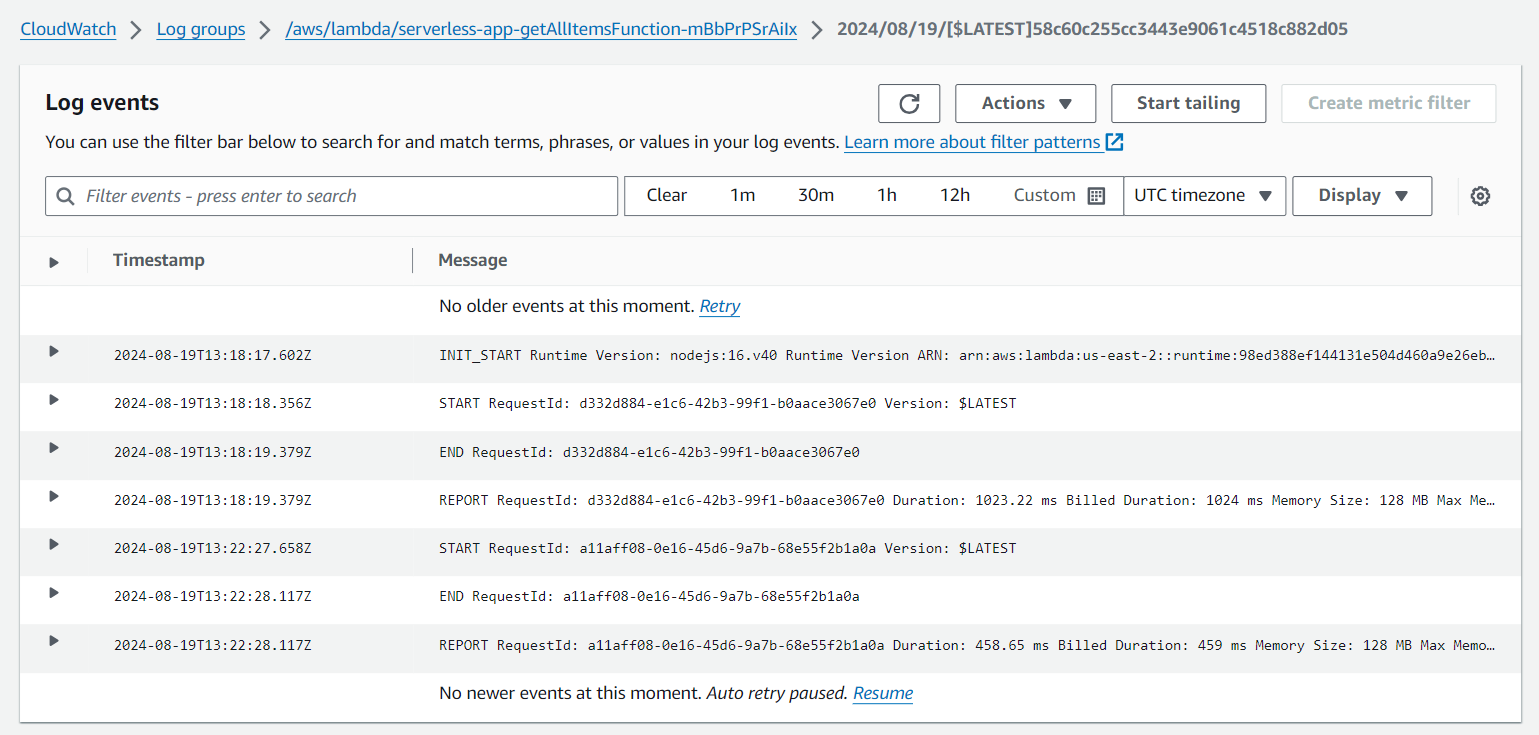 CloudWatch > Log groups > /aws/lambda/serverless-app-getAllItemsFunction-mBbPrPSrAiIx > 2024/08/19/[$LATEST]58c60c255cc3443e9061c4518c882d05
Log events
Actions
Start tailing
Create metric filter
You can use the filter bar below to search for and match terms, phrases, or values in your log events. Learn more about filter patterns
Filter events - press enter to search
Clear 1m 30m 1h 12h Custom
UTC timezone
Display
Timestamp Message
No older events at this moment. Retry
2024-08-19T13:18:17.602Z INIT_START Runtime Version: nodejs:16.v40 Runtime Version ARN: arn:aws:lambda:us-east-2::runtime:98ed388ef144131e504d460a9e26eb…
2024-08-19T13:18:18.356Z START RequestId: d332d884-e1c6-42b3-99f1-b0aace3067e0 Version: $LATEST
2024-08-19T13:18:19.379Z END RequestId: d332d884-e1c6-42b3-99f1-b0aace3067e0
2024-08-19T13:18:19.379Z REPORT RequestId: d332d884-e1c6-42b3-99f1-b0aace3067e0 Duration: 1023.22 ms Billed Duration: 1024 ms Memory Size: 128 MB Max Me…
2024-08-19T13:22:27.658Z START RequestId: a11aff08-0e16-45d6-9a7b-68e55f2b1a0a Version: $LATEST
2024-08-19T13:22:28.117Z END RequestId: a11aff08-0e16-45d6-9a7b-68e55f2b1a0a
2024-08-19T13:22:28.117Z REPORT RequestId: a11aff08-0e16-45d6-9a7b-68e55f2b1a0a Duration: 458.65 ms Billed Duration: 459 ms Memory Size: 128 MB Max Memo…
No newer events at this moment. Auto retry paused. Resume